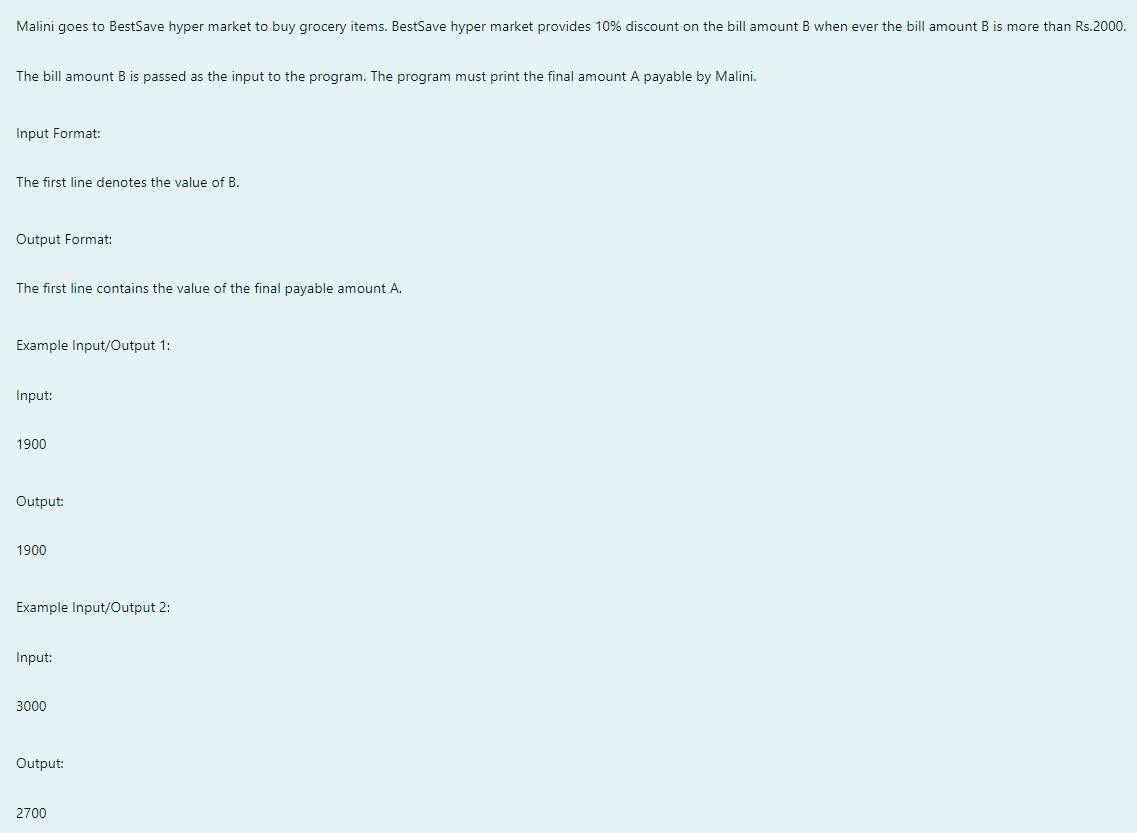 Malini goes to BestSave hyper market to buy grocery items. BestSave hyper market provides 10% discount on the bill amount B when ever the bill amount B is more than Rs.2000.
The bill amount B is passed as the input to the program. The program must print the final amount A payable by Malini.
Input Format:
The first line denotes the value of B.
Output Format:
The first line contains the value of the final payable amount A.
Example Input/Output 1:
Input:
1900
Output:
1900
Example Input/Output 2:
Input:
3000
Output:
2700